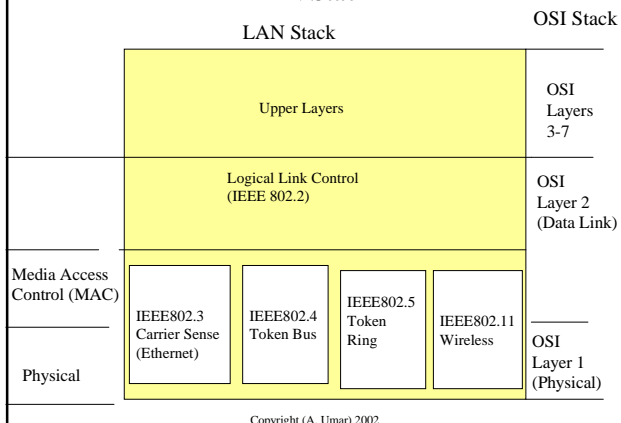 LAN Stack
OSI Stack
Upper Layers
OSI
Layers
3-7
Logical Link Control
(IEEE 802.2)
OSI
Layer 2
(Data Link)
Media Access
Control (MAC)
IEEE802.3
Carrier Sense
(Ethernet)
IEEE802.4
Token Bus
IEEE802.5
Token
Ring
IEEE802.11
Wireless
Physical
OSI
Layer 1
(Physical)
Copyright (A. Umar) 2002